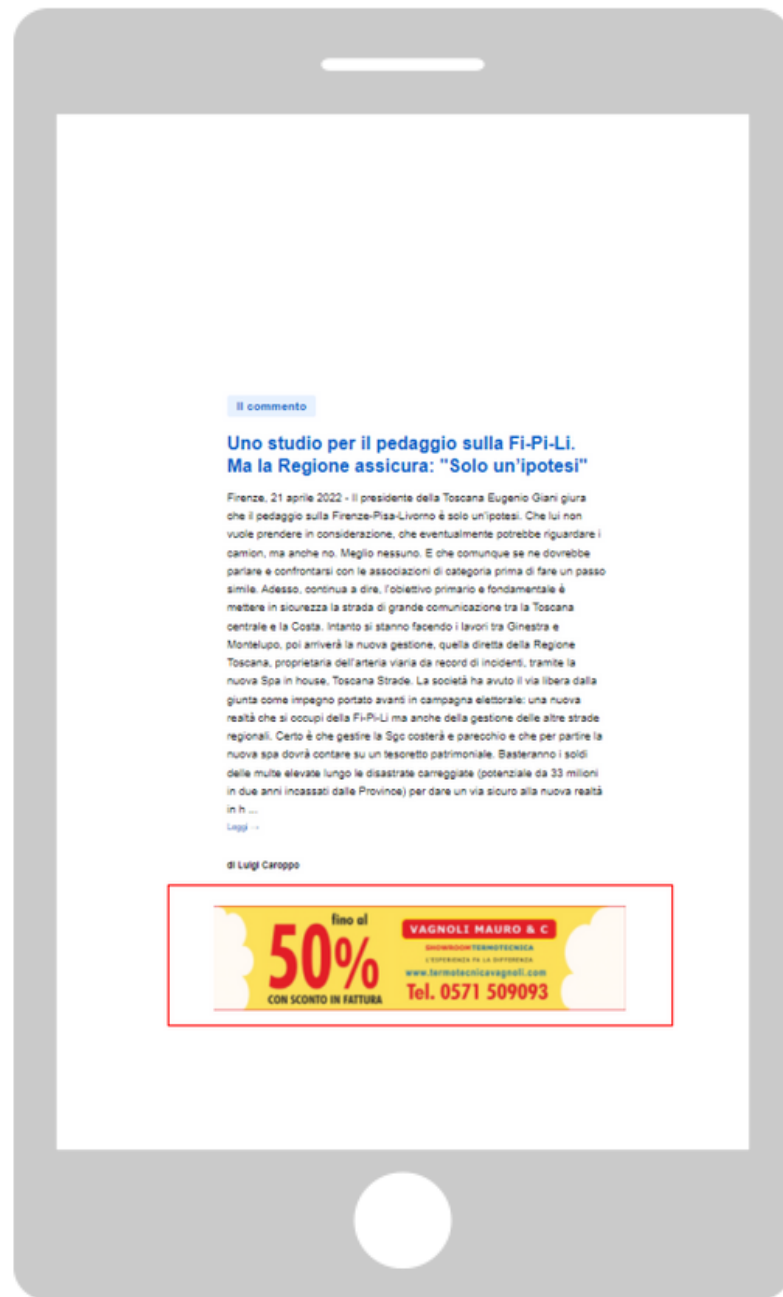 Il commento
Uno studio per il pedaggio sulla Fi-Pi-Li.
Ma la Regione assicura: "Solo un'ipotesi"
Firenze, 21 aprile 2022 - Il presidente della Toscana Eugenio Giani giura
che il pedaggio sulla Firenze-Pisa-Livorno è solo un'ipotesi. Che lui non
vuole prendere in considerazione, che eventualmente potrebbe riguardare i
camion, ma anche no. Meglio nessuno. E che comunque se ne dovrebbe
parlare e confrontarsi con le associazioni di categoria prima di fare un passo
simile. Adesso, continua a dire, l'obiettivo primario e fondamentale è
mettere in sicurezza la strada di grande comunicazione tra la Toscana
centrale e la Costa. Intanto si stanno facendo i lavori tra Ginestra e
Montelupo, poi arriverà la nuova gestione, quella diretta della Regione
Toscana, proprietaria dell'arteria viaria da record di incidenti, tramite la
nuova Spa in house, Toscana Strade. La società ha avuto il via libera dalla
giunta come impegno portato avanti in campagna elettorale: una nuova
realtà che si occupi della Fi-Pi-Li ma anche della gestione delle altre strade
regionali. Certo è che gestire la Sgc costerà e parecchio e che per partire la
nuova spa dovrà contare su un tesoretto patrimoniale. Basteranno i soldi
delle multe elevate lungo le disastrate carreggiate (potenziale da 33 milioni
in due anni incassati dalle Province) per dare un via sicuro alla nuova realtà
in h ...
Leggi →
di Luigi Caroppo
fino al
50%
CON SCONTO IN FATTURA
VAGNOLI MAURO & C
SHOWROOM TERMOTECNICA
L'ESPERIENZA FA LA DIFFERENZA
www.termotecnicavagnoli.com
Tel. 0571 509093